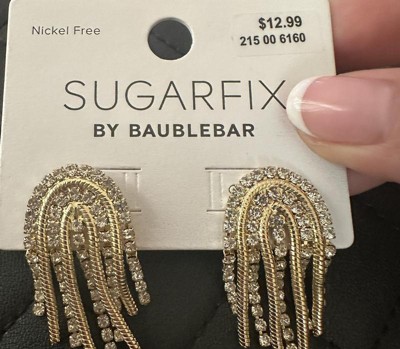 Nickel Free
$12.99
215 00 6160
SUGARFIX
BY BAUBLEBAR